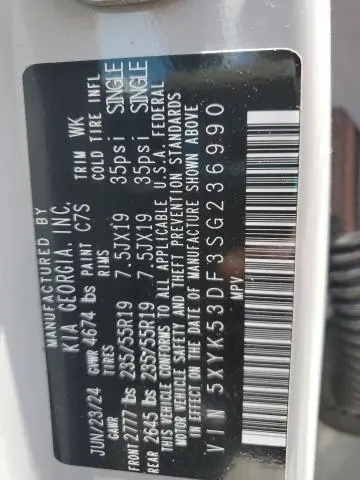 MANUFACTURED BY
KIA GEORGIA, INC.
JUN/23/24 GVWR 4674 lbs PAINT C7S TRIM WK
GAWR TIRES RIMS COLD TIRE INFL
FRONT 2777 lbs 235/55R19 7.5JX19 35psi SINGLE
REAR 2645 lbs 235/55R19 7.5JX19 35psi SINGLE
THIS VEHICLE CONFORMS TO ALL APPLICABLE U.S.A. FEDERAL
MOTOR VEHICLE SAFETY AND THEFT PREVENTION STANDARDS
IN EFFECT ON THE DATE OF MANUFACTURE SHOWN ABOVE
VIN 5XYK53DF3SG236990
MPV